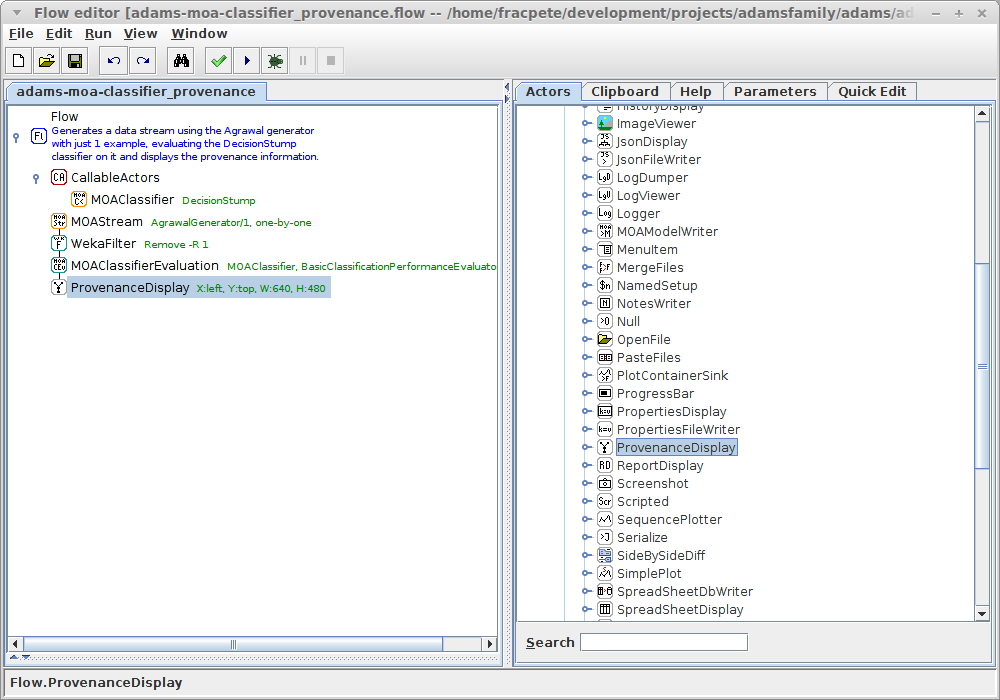 Flow editor [adams-moa-classifier_provenance.flow -- /home/fracpete/development/projects/adamsfamily/adams/ad
File Edit Run View Window
adams-moa-classifier_provenance
Flow
Generates a data stream using the Agrawal generator
with just 1 example, evaluating the DecisionStump
classifier on it and displays the provenance information.
CallableActors
MOAClassifier DecisionStump
MOAStream AgrawalGenerator/1, one-by-one
WekaFilter Remove -R 1
MOAClassifierEvaluation MOAClassifier, BasicClassificationPerformanceEvaluato
ProvenanceDisplay X:left, Y:top, W:640, H:480
Actors Clipboard Help Parameters Quick Edit
HistoryDisplay
ImageViewer
JsonDisplay
JsonFileWriter
LogDumper
LogViewer
Logger
MOAModelWriter
MenuItem
MergeFiles
NamedSetup
NotesWriter
Null
OpenFile
PasteFiles
PlotContainerSink
ProgressBar
PropertiesDisplay
PropertiesFileWriter
ProvenanceDisplay
ReportDisplay
Screenshot
Scripted
SequencePlotter
Serialize
SideBySideDiff
SimplePlot
SpreadSheetDbWriter
SpreadSheetDisplay
Search
Flow.ProvenanceDisplay